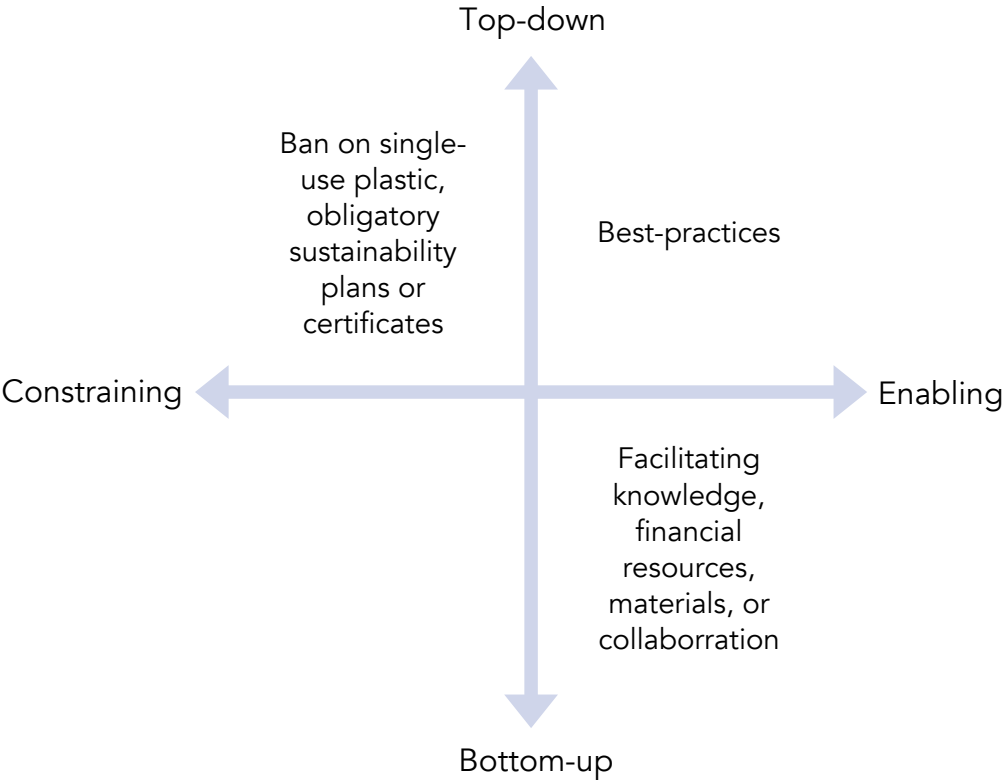 Top-down
Ban on single-
use plastic,
obligatory
sustainability
plans or
certificates
Best-practices
Constraining
Enabling
Facilitating
knowledge,
financial
resources,
materials, or
collaborration
Bottom-up